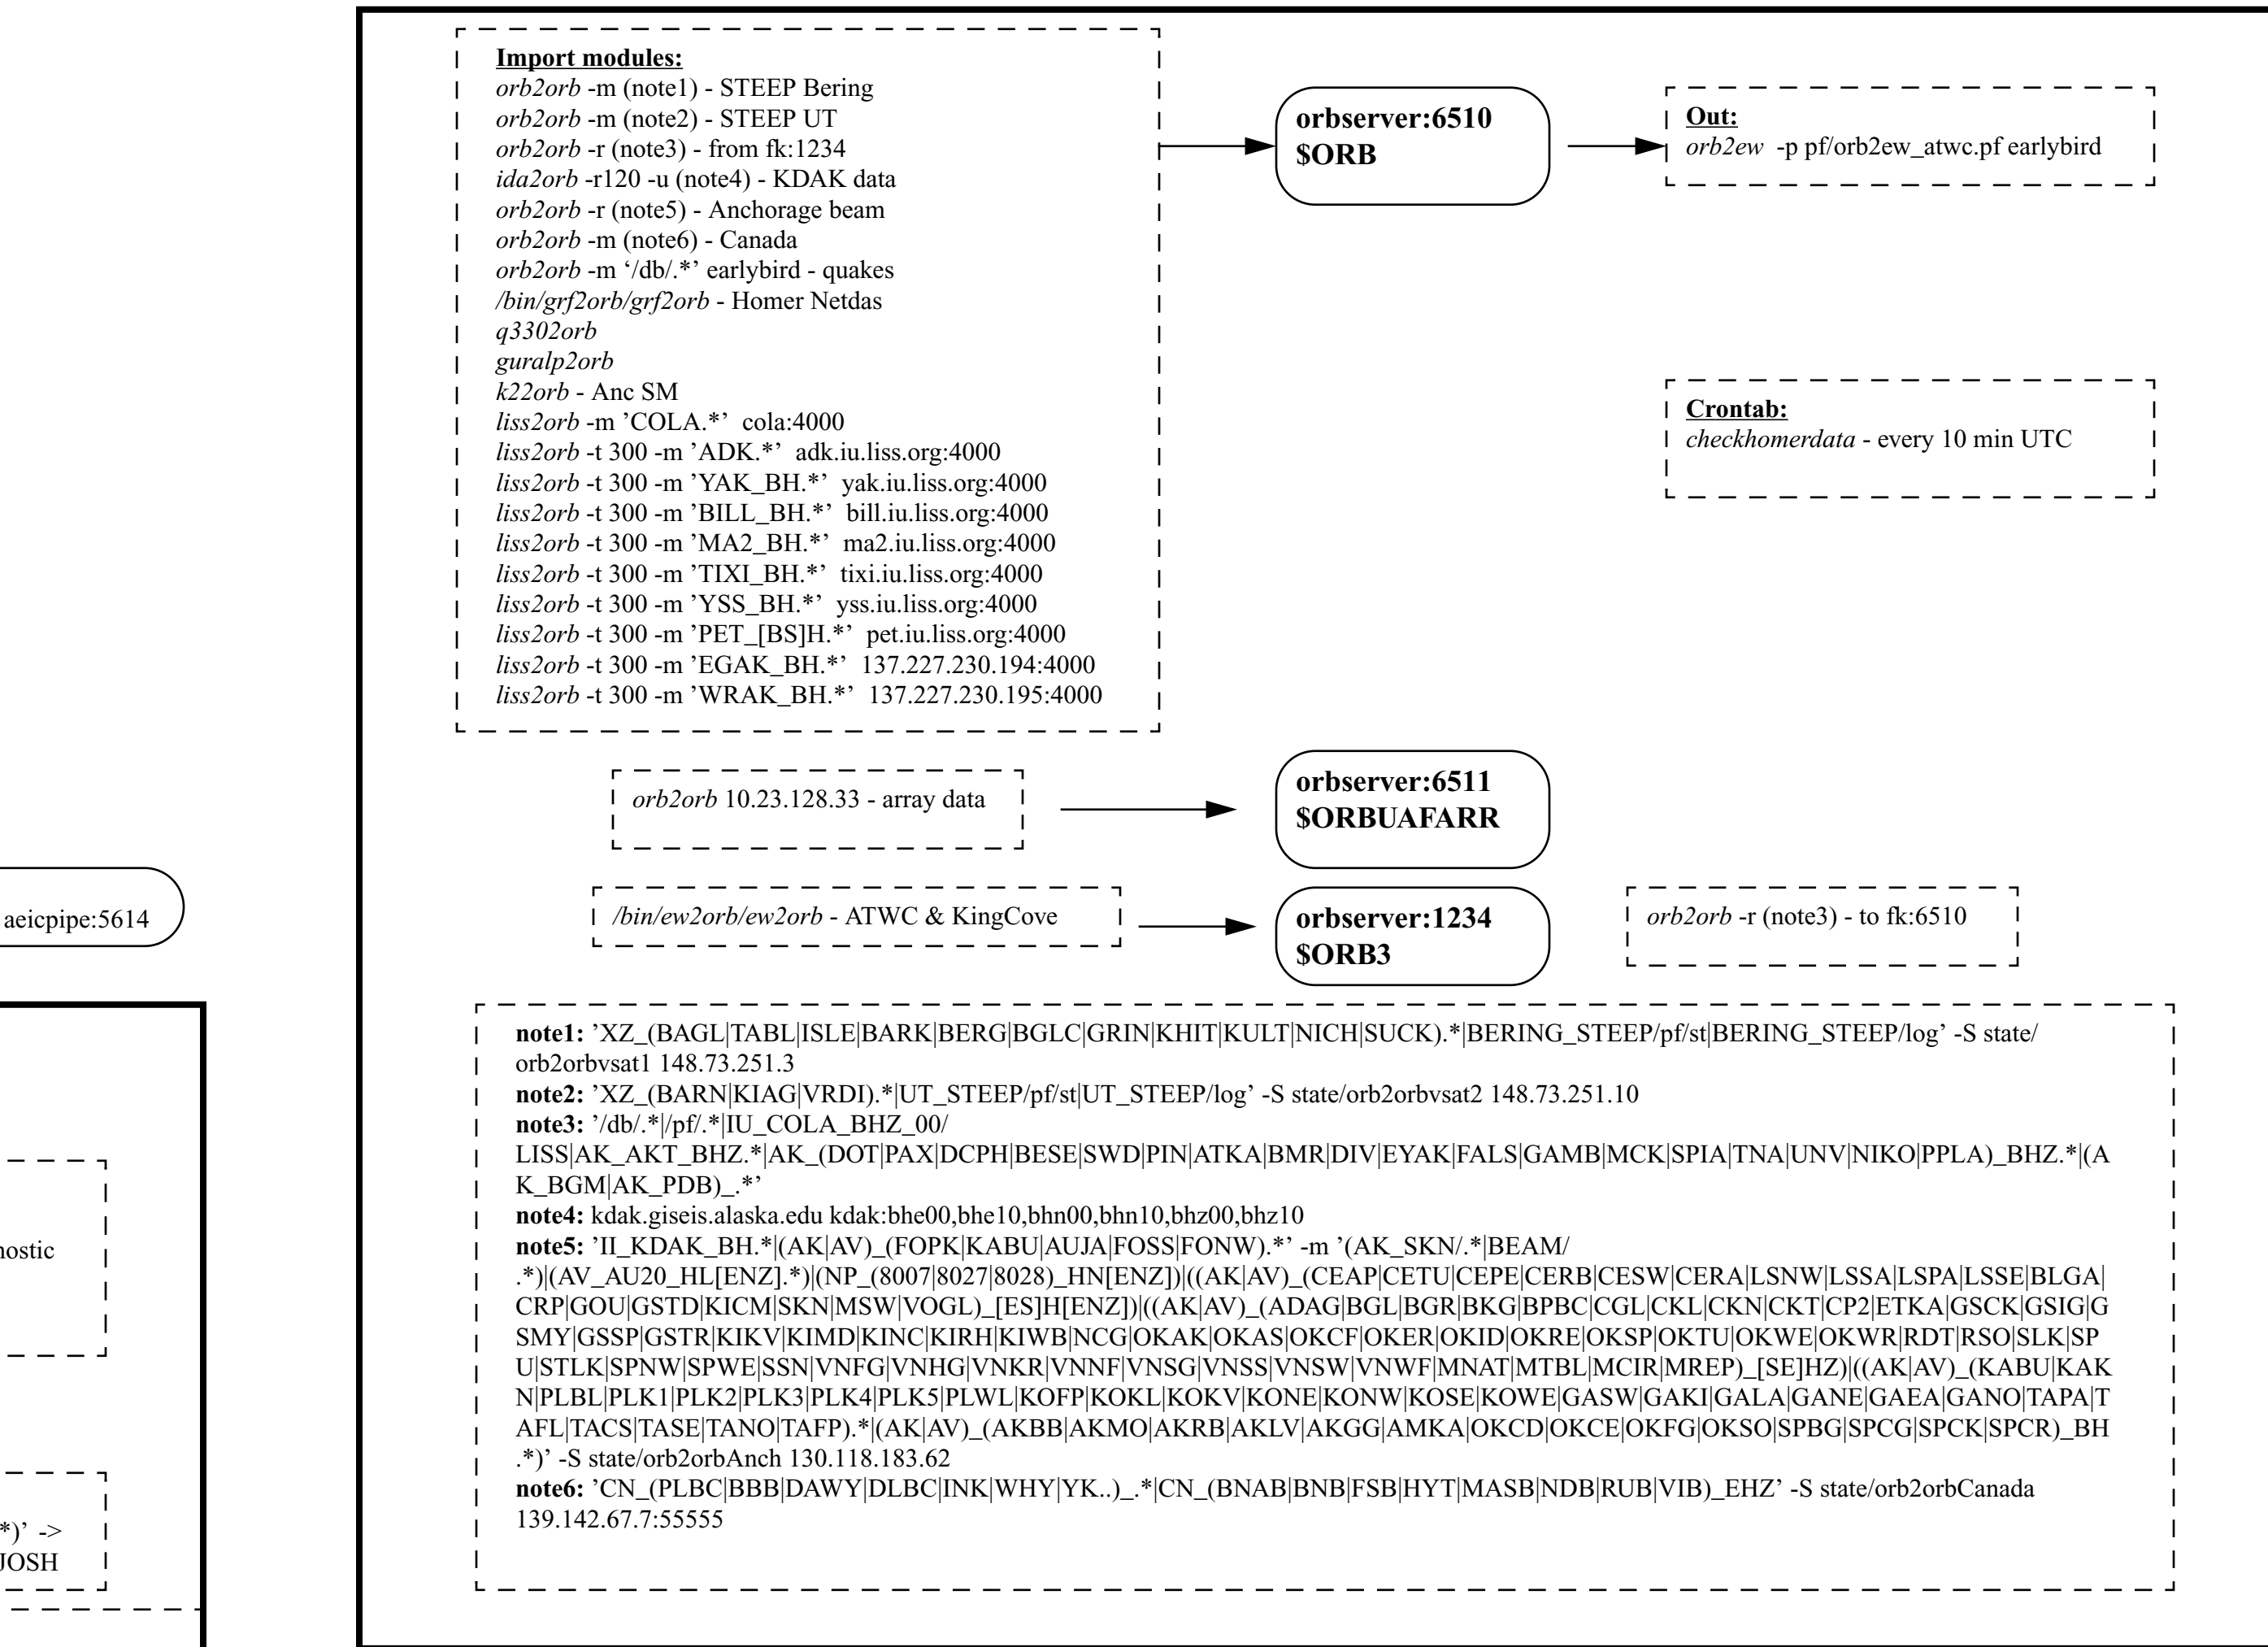 Import modules:
orb2orb -m (note1) - STEEP Bering
orb2orb -m (note2) - STEEP UT
orb2orb -r (note3) - from fk:1234
ida2orb -r120 -u (note4) - KDAK data
orb2orb -r (note5) - Anchorage beam
orb2orb -m (note6) - Canada
orb2orb -m ‘/db/.*’ earlybird - quakes
/bin/grf2orb/grf2orb - Homer Netdas
q3302orb
guralp2orb
k22orb - Anc SM
liss2orb -m ’COLA.*’ cola:4000
liss2orb -t 300 -m ’ADK.*’ adk.iu.liss.org:4000
liss2orb -t 300 -m ’YAK_BH.*’ yak.iu.liss.org:4000
liss2orb -t 300 -m ’BILL_BH.*’ bill.iu.liss.org:4000
liss2orb -t 300 -m ’MA2_BH.*’ ma2.iu.liss.org:4000
liss2orb -t 300 -m ’TIXI_BH.*’ tixi.iu.liss.org:4000
liss2orb -t 300 -m ’YSS_BH.*’ yss.iu.liss.org:4000
liss2orb -t 300 -m ’PET_[BS]H.*’ pet.iu.liss.org:4000
liss2orb -t 300 -m ’EGAK_BH.*’ 137.227.230.194:4000
liss2orb -t 300 -m ’WRAK_BH.*’ 137.227.230.195:4000
orbserver:6510
$ORB
Out:
orb2ew -p pf/orb2ew_atwc.pf earlybird
Crontab:
checkhomerdata - every 10 min UTC
orb2orb 10.23.128.33 - array data
orbserver:6511
$ORBUAFARR
/bin/ew2orb/ew2orb - ATWC & KingCove
orbserver:1234
$ORB3
orb2orb -r (note3) - to fk:6510
aeicpipe:5614
nostic
*)’ ->
JOSH
note1: ’XZ_(BAGL|TABL|ISLE|BARK|BERG|BGLC|GRIN|KHIT|KULT|NICH|SUCK).*|BERING_STEEP/pf/st|BERING_STEEP/log’ -S state/
orb2orbvsat1 148.73.251.3
note2: ’XZ_(BARN|KIAG|VRDI).*|UT_STEEP/pf/st|UT_STEEP/log’ -S state/orb2orbvsat2 148.73.251.10
note3: ’/db/.*|/pf/.*|IU_COLA_BHZ_00/
LISS|AK_AKT_BHZ.*|AK_(DOT|PAX|DCPH|BESE|SWD|PIN|ATKA|BMR|DIV|EYAK|FALS|GAMB|MCK|SPIA|TNA|UNV|NIKO|PPLA)_BHZ.*|(A
K_BGM|AK_PDB)_.*’
note4: kdak.giseis.alaska.edu kdak:bhe00,bhe10,bhn00,bhn10,bhz00,bhz10
note5: ’II_KDAK_BH.*|(AK|AV)_(FOPK|KABU|AUJA|FOSS|FONW).*’ -m ’(AK_SKN/.*|BEAM/
.*)|(AV_AU20_HL[ENZ].*)|(NP_(8007|8027|8028)_HN[ENZ])|((AK|AV)_(CEAP|CETU|CEPE|CERB|CESW|CERA|LSNW|LSSA|LSPA|LSSE|BLGA|
CRP|GOU|GSTD|KICM|SKN|MSW|VOGL)_[ES]H[ENZ])|((AK|AV)_(ADAG|BGL|BGR|BKG|BPBC|CGL|CKL|CKN|CKT|CP2|ETKA|GSCK|GSIG|G
SMY|GSSP|GSTR|KIKV|KIMD|KINC|KIRH|KIWB|NCG|OKAK|OKAS|OKCF|OKER|OKID|OKRE|OKSP|OKTU|OKWE|OKWR|RDT|RSO|SLK|SP
U|STLK|SPNW|SPWE|SSN|VNFG|VNHG|VNKR|VNNF|VNSG|VNSS|VNSW|VNWF|MNAT|MTBL|MCIR|MREP)_[SE]HZ)|((AK|AV)_(KABU|KAK
N|PLBL|PLK1|PLK2|PLK3|PLK4|PLK5|PLWL|KOFP|KOKL|KOKV|KONE|KONW|KOSE|KOWE|GASW|GAKI|GALA|GANE|GAEA|GANO|TAPA|T
AFL|TACS|TASE|TANO|TAFP).*|(AK|AV)_(AKBB|AKMO|AKRB|AKLV|AKGG|AMKA|OKCD|OKCE|OKFG|OKSO|SPBG|SPCG|SPCK|SPCR)_BH
.*)’ -S state/orb2orbAnch 130.118.183.62
note6: ’CN_(PLBC|BBB|DAWY|DLBC|INK|WHY|YK..)_.*|CN_(BNAB|BNB|FSB|HYT|MASB|NDB|RUB|VIB)_EHZ’ -S state/orb2orbCanada
139.142.67.7:55555